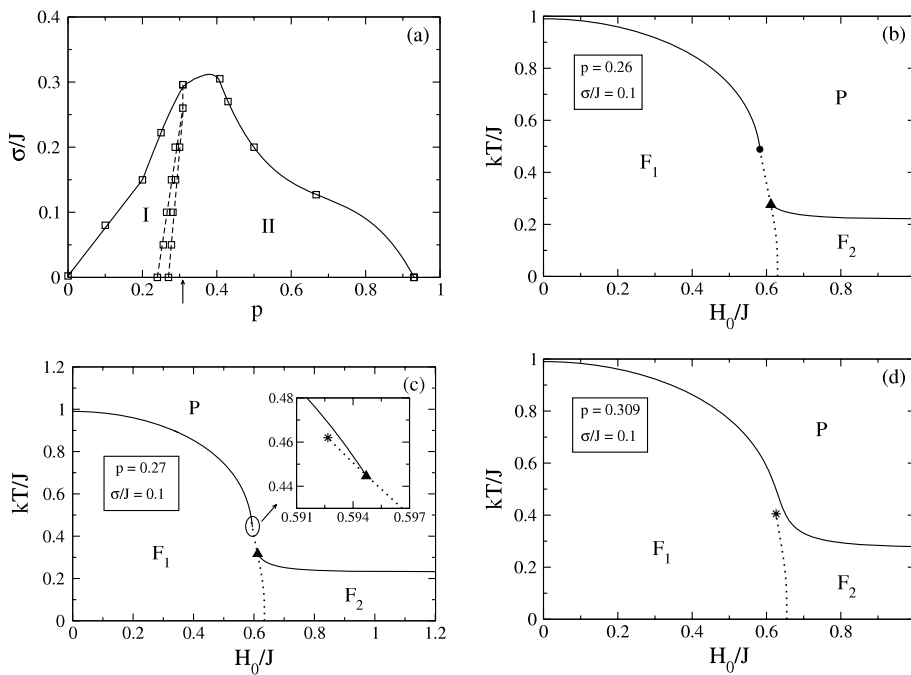 (a)
0.4
0.3
0.2
0.1
0
σ/J
I
II
0 0.2 0.4 0.6 0.8 1
p
(b)
1
0.8
0.6
0.4
0.2
0
kT/J
p = 0.26
σ/J = 0.1
P
F1
F2
0 0.2 0.4 0.6 0.8
H0/J
(c)
1.2
1
0.8
0.6
0.4
0.2
0
kT/J
P
p = 0.27
σ/J = 0.1
0.48
0.46
0.44
0.591 0.594 0.597
F1
F2
0 0.2 0.4 0.6 0.8 1 1.2
H0/J
(d)
1
0.8
0.6
0.4
0.2
0
kT/J
p = 0.309
σ/J = 0.1
P
F1
F2
0 0.2 0.4 0.6 0.8
H0/J